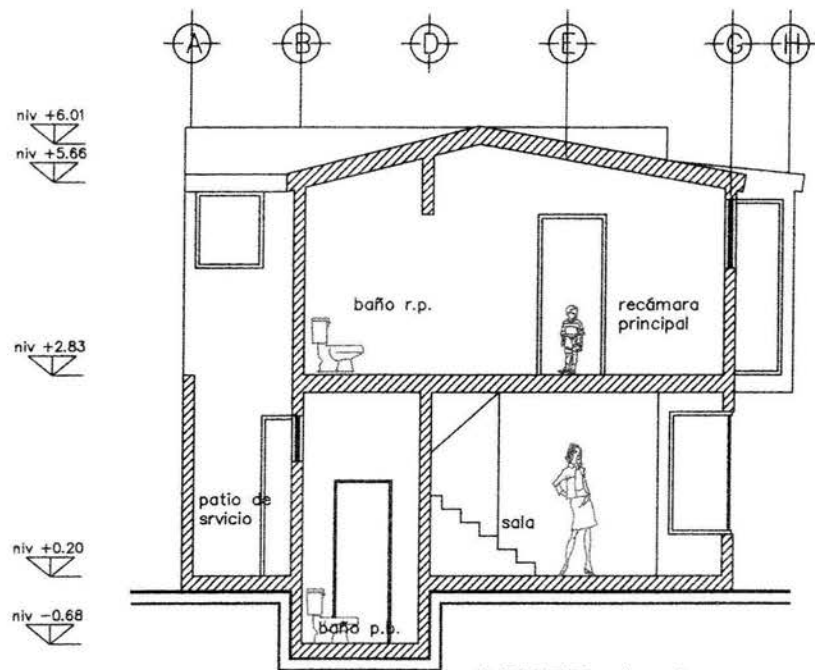 A B D E G H
niv +6.01
niv +5.66
baño r.p.
recámara
principal
niv +2.83
patio de
srvicio
sala
niv +0.20
niv -0.68
baño p.b.